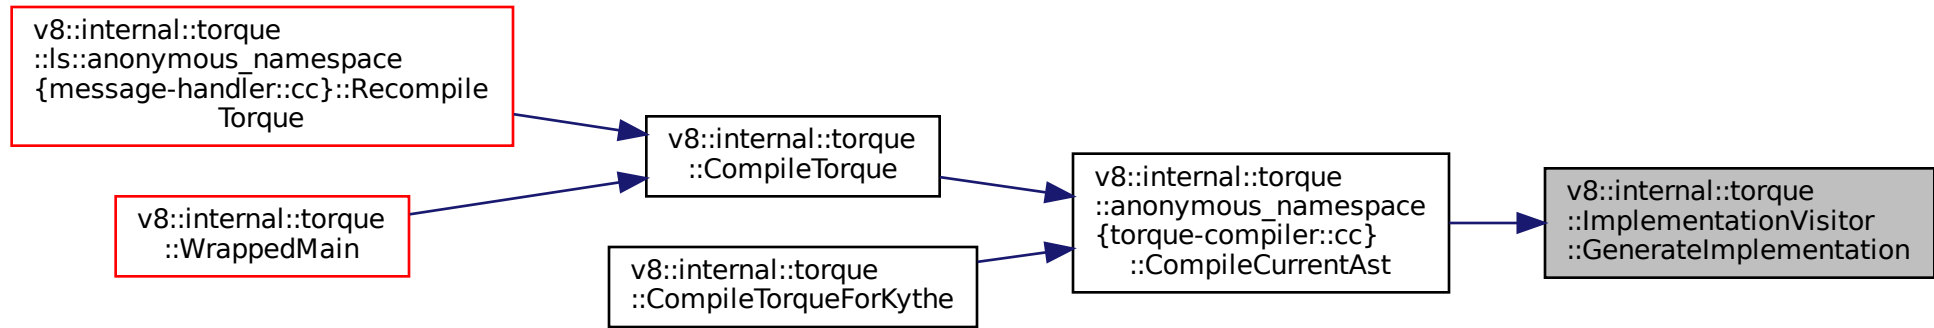 v8::internal::torque
::ls::anonymous_namespace
{message-handler::cc}::Recompile
Torque
v8::internal::torque
::WrappedMain
v8::internal::torque
::CompileTorque
v8::internal::torque
::CompileTorqueForKythe
v8::internal::torque
::anonymous_namespace
{torque-compiler::cc}
::CompileCurrentAst
v8::internal::torque
::ImplementationVisitor
::GenerateImplementation